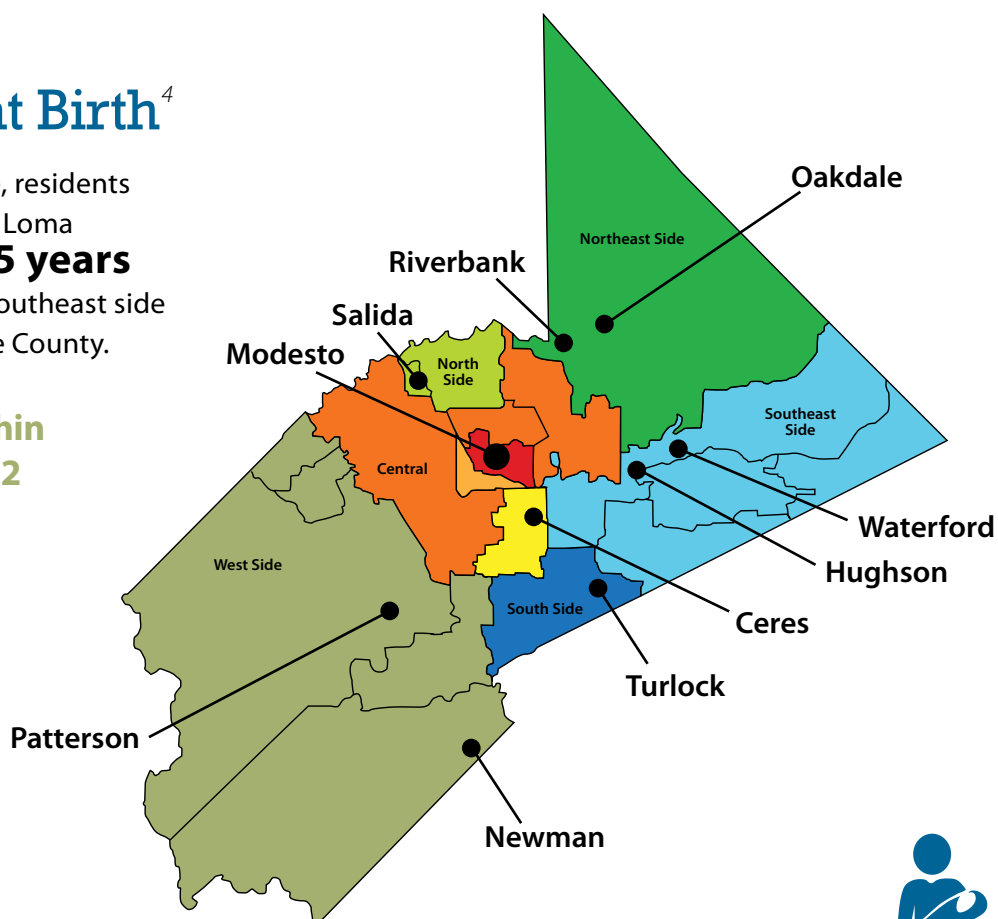 t Birth4
, residents
Loma
5 years
outheast side
e County.
hin
2
Oakdale
Northeast Side
Riverbank
Salida
Modesto
North
Side
Southeast
Side
Central
Waterford
West Side
Hughson
South Side
Ceres
Turlock
Patterson
Newman